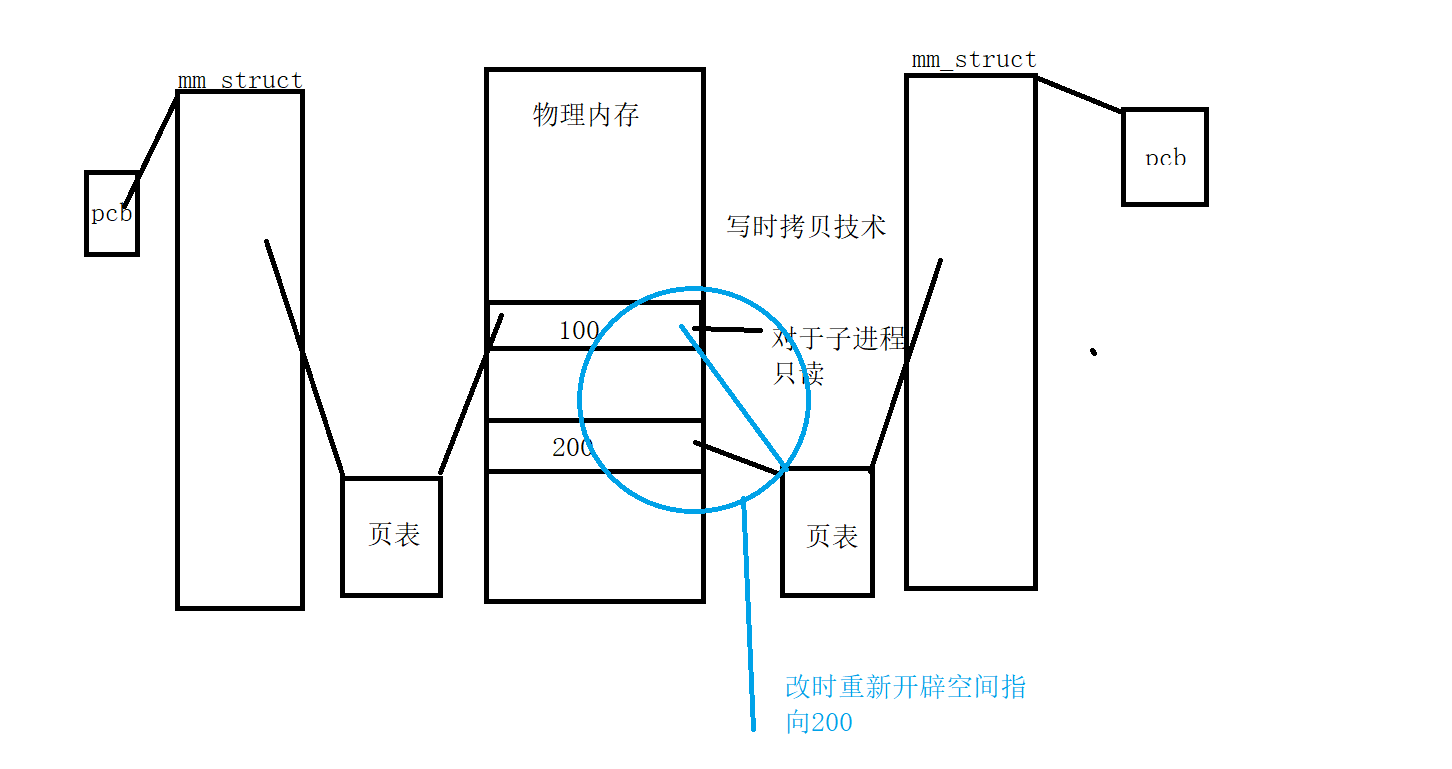 mm_struct
mm_struct
物理内存
pcb
pcb
写时拷贝技术
100
对于子进程
只读
200
页表
页表
改时重新开辟空间指
向200